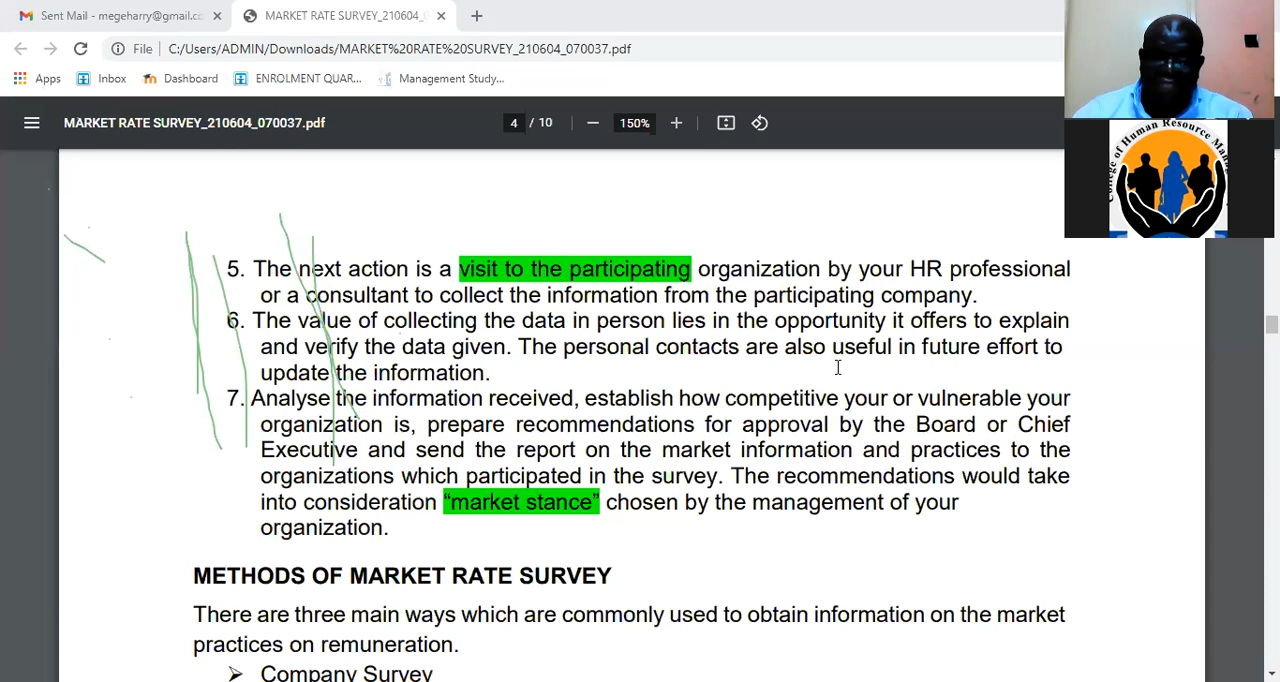 Sent Mail - megeharry@gmail.co
MARKET RATE SURVEY_210604_0
File
C:/Users/ADMIN/Downloads/MARKET%20RATE%20SURVEY_210604_070037.pdf
Apps
Inbox
Dashboard
ENROLMENT QUAR...
Management Study...
MARKET RATE SURVEY_210604_070037.pdf
4 / 10
150%
College of Human Resource Mana
5. The next action is a visit to the participating organization by your HR professional
or a consultant to collect the information from the participating company.
6. The value of collecting the data in person lies in the opportunity it offers to explain
and verify the data given. The personal contacts are also useful in future effort to
update the information.
7. Analyse the information received, establish how competitive your or vulnerable your
organization is, prepare recommendations for approval by the Board or Chief
Executive and send the report on the market information and practices to the
organizations which participated in the survey. The recommendations would take
into consideration “market stance” chosen by the management of your
organization.
METHODS OF MARKET RATE SURVEY
There are three main ways which are commonly used to obtain information on the market
practices on remuneration.
➢ Company Survey